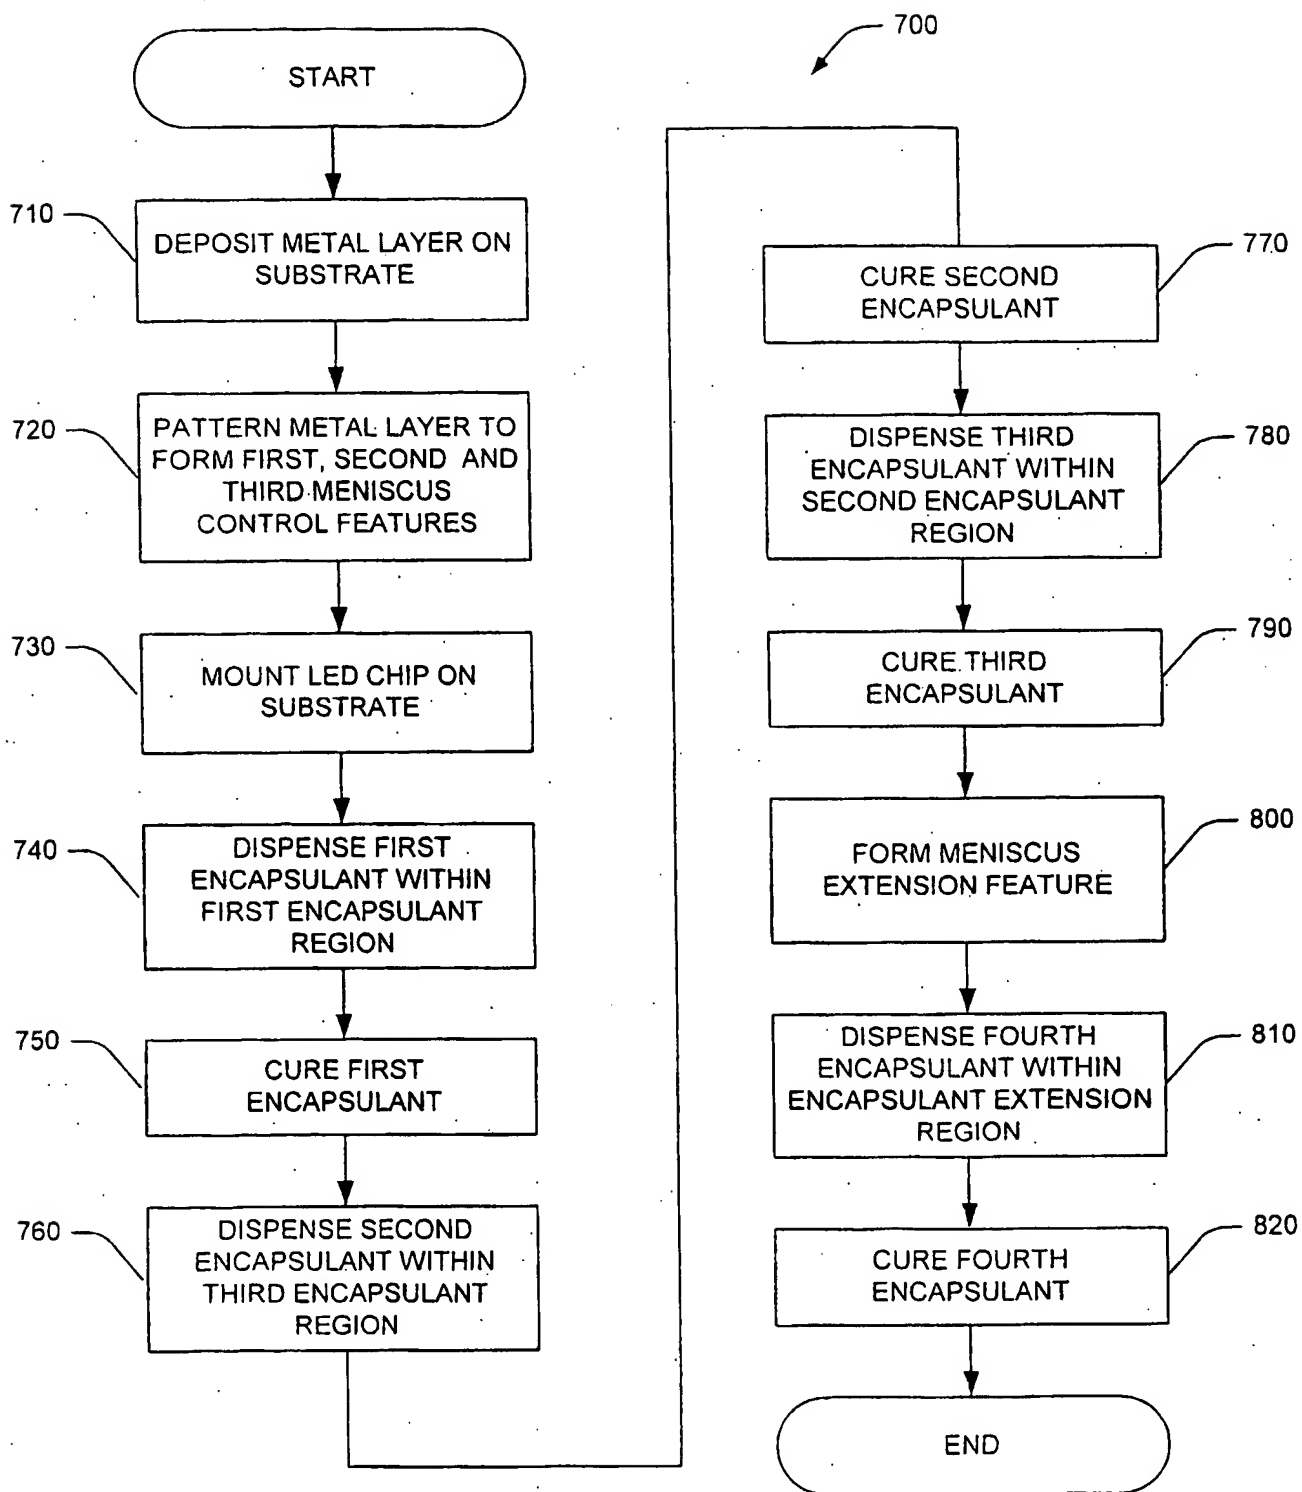 700
START
710
DEPOSIT METAL LAYER ON
SUBSTRATE
720
PATTERN METAL LAYER TO
FORM FIRST, SECOND AND
THIRD MENISCUS
CONTROL FEATURES
730
MOUNT LED CHIP ON
SUBSTRATE
740
DISPENSE FIRST
ENCAPSULANT WITHIN
FIRST ENCAPSULANT
REGION
750
CURE FIRST
ENCAPSULANT
760
DISPENSE SECOND
ENCAPSULANT WITHIN
THIRD ENCAPSULANT
REGION
770
CURE SECOND
ENCAPSULANT
780
DISPENSE THIRD
ENCAPSULANT WITHIN
SECOND ENCAPSULANT
REGION
790
CURE THIRD
ENCAPSULANT
800
FORM MENISCUS
EXTENSION FEATURE
810
DISPENSE FOURTH
ENCAPSULANT WITHIN
ENCAPSULANT EXTENSION
REGION
820
CURE FOURTH
ENCAPSULANT
END